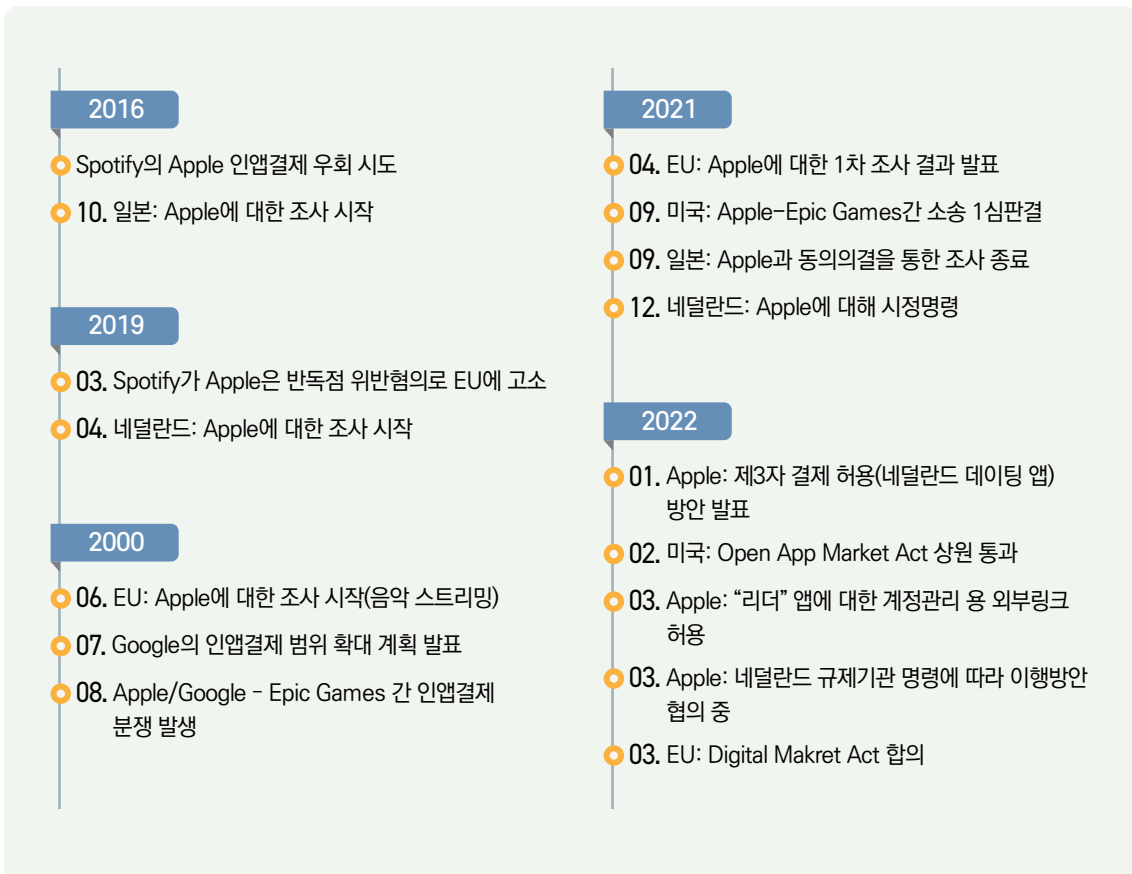 2016
Spotify의 Apple 인앱결제 우회 시도
10. 일본: Apple에 대한 조사 시작
2019
03. Spotify가 Apple은 반독점 위반혐의로 EU에 고소
04. 네덜란드: Apple에 대한 조사 시작
2000
06. EU: Apple에 대한 조사 시작(음악 스트리밍)
07. Google의 인앱결제 범위 확대 계획 발표
08. Apple/Google - Epic Games 간 인앱결제
분쟁 발생
2021
04. EU: Apple에 대한 1차 조사 결과 발표
09. 미국: Apple-Epic Games간 소송 1심판결
09. 일본: Apple과 동의의결을 통한 조사 종료
12. 네덜란드: Apple에 대해 시정명령
2022
01. Apple: 제3자 결제 허용(네덜란드 데이팅 앱)
방안 발표
02. 미국: Open App Market Act 상원 통과
03. Apple: “리더” 앱에 대한 계정관리 용 외부링크
허용
03. Apple: 네덜란드 규제기관 명령에 따라 이행방안
협의 중
03. EU: Digital Makret Act 합의